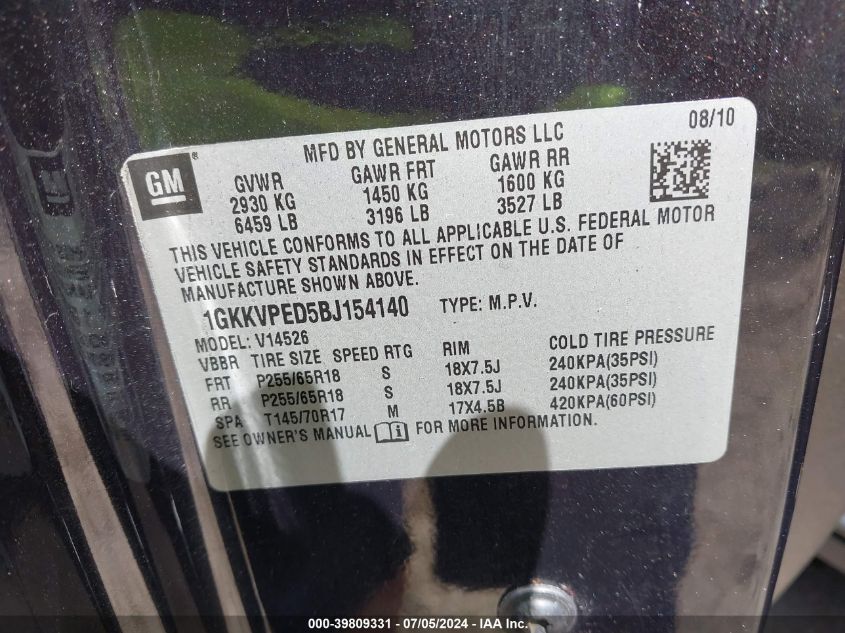 08/10
MFD BY GENERAL MOTORS LLC
GM
GVWR GAWR FRT GAWR RR
2930 KG 1450 KG 1600 KG
6459 LB 3196 LB 3527 LB
THIS VEHICLE CONFORMS TO ALL APPLICABLE U.S. FEDERAL MOTOR
VEHICLE SAFETY STANDARDS IN EFFECT ON THE DATE OF
MANUFACTURE SHOWN ABOVE.
1GKKVPED5BJ154140 TYPE: M.P.V.
MODEL: V14526
VBBR TIRE SIZE SPEED RTG RIM COLD TIRE PRESSURE
FRT P255/65R18 S 18X7.5J 240KPA(35PSI)
RR P255/65R18 S 18X7.5J 240KPA(35PSI)
SPA T145/70R17 M 17X4.5B 420KPA(60PSI)
SEE OWNER'S MANUAL FOR MORE INFORMATION.
000-39809331 / 07/05/2024 - IAA Inc.